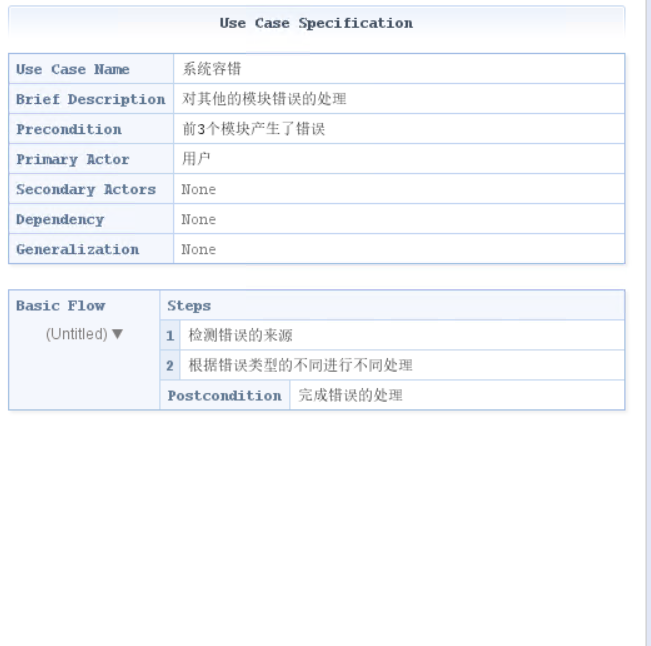 Use Case Specification
Use Case Name 系统容错
Brief Description 对其他的模块错误的处理
Precondition 前3个模块产生了错误
Primary Actor 用户
Secondary Actors None
Dependency None
Generalization None
Basic Flow Steps
(Untitled) ▼ 1 检测错误的来源
2 根据错误类型的不同进行不同处理
Postcondition 完成错误的处理